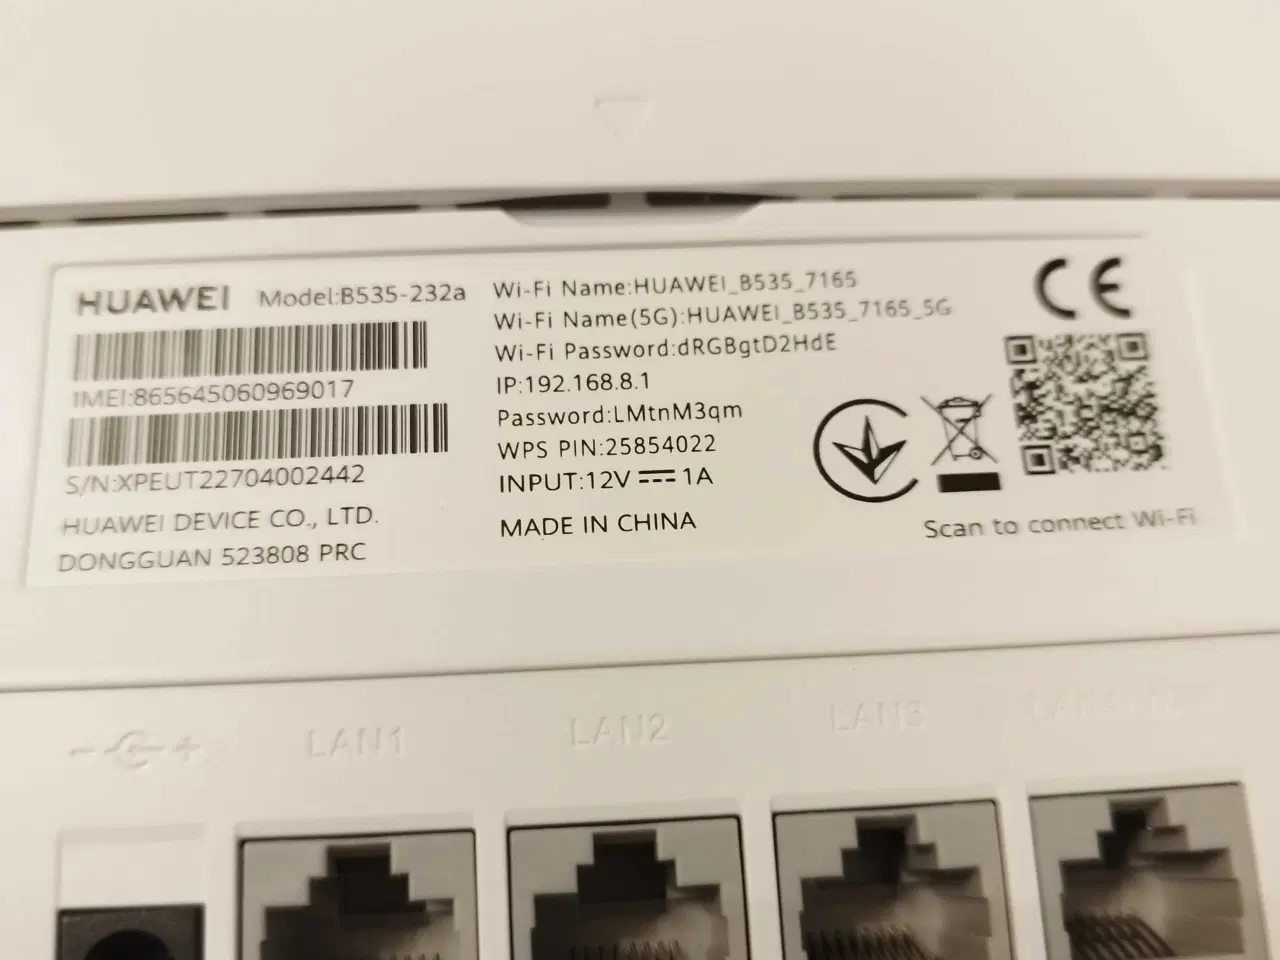 HUAWEI Model:B535-232a
IMEI:865645060969017
S/N:XPEUT22704002442
HUAWEI DEVICE CO., LTD.
DONGGUAN 523808 PRC
Wi-Fi Name:HUAWEI_B535_7165
Wi-Fi Name(5G):HUAWEI_B535_7165_5G
Wi-Fi Password:dRGBgtD2HdE
IP:192.168.8.1
Password:LMtnM3qm
WPS PIN:25854022
INPUT:12V ⎓ 1A
MADE IN CHINA
CE
Scan to connect Wi-Fi
LAN1 LAN2 LAN3